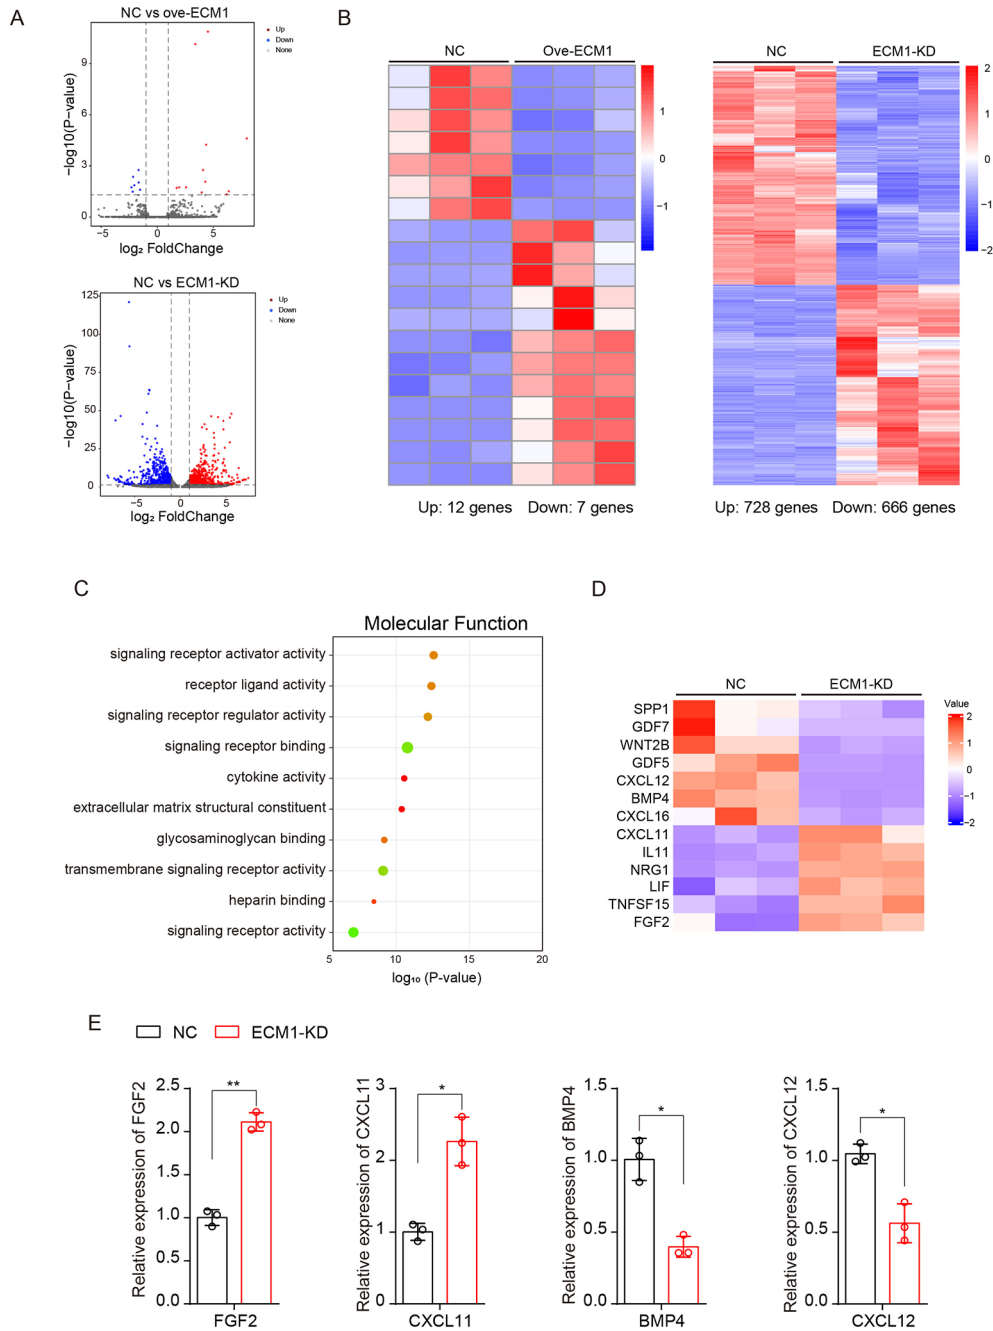 A
NC vs ove-ECM1
Up
Down
None
9
6
3
0
−5
0
5
−log10(P−value)
log₂ FoldChange
NC vs ECM1-KD
Up
Down
None
125
100
75
50
25
0
−5
0
5
−log10(P−value)
log₂ FoldChange
B
NC
Ove-ECM1
1
0
−1
Up: 12 genes
Down: 7 genes
NC
ECM1-KD
2
1
0
−1
−2
Up: 728 genes
Down: 666 genes
C
Molecular Function
signaling receptor activator activity
receptor ligand activity
signaling receptor regulator activity
signaling receptor binding
cytokine activity
extracellular matrix structural constituent
glycosaminoglycan binding
transmembrane signaling receptor activity
heparin binding
signaling receptor activity
5
10
15
20
log₁₀ (P-value)
D
NC
ECM1-KD
SPP1
GDF7
WNT2B
GDF5
CXCL12
BMP4
CXCL16
CXCL11
IL11
NRG1
LIF
TNFSF15
FGF2
Value
2
1
0
−1
−2
E
NC
ECM1-KD
Relative expression of FGF2
2.5
2.0
1.5
1.0
0.5
0.0
**
FGF2
Relative expression of CXCL11
3
2
1
0
*
CXCL11
Relative expression of BMP4
1.5
1.0
0.5
0.0
*
BMP4
Relative expression of CXCL12
1.5
1.0
0.5
0.0
*
CXCL12